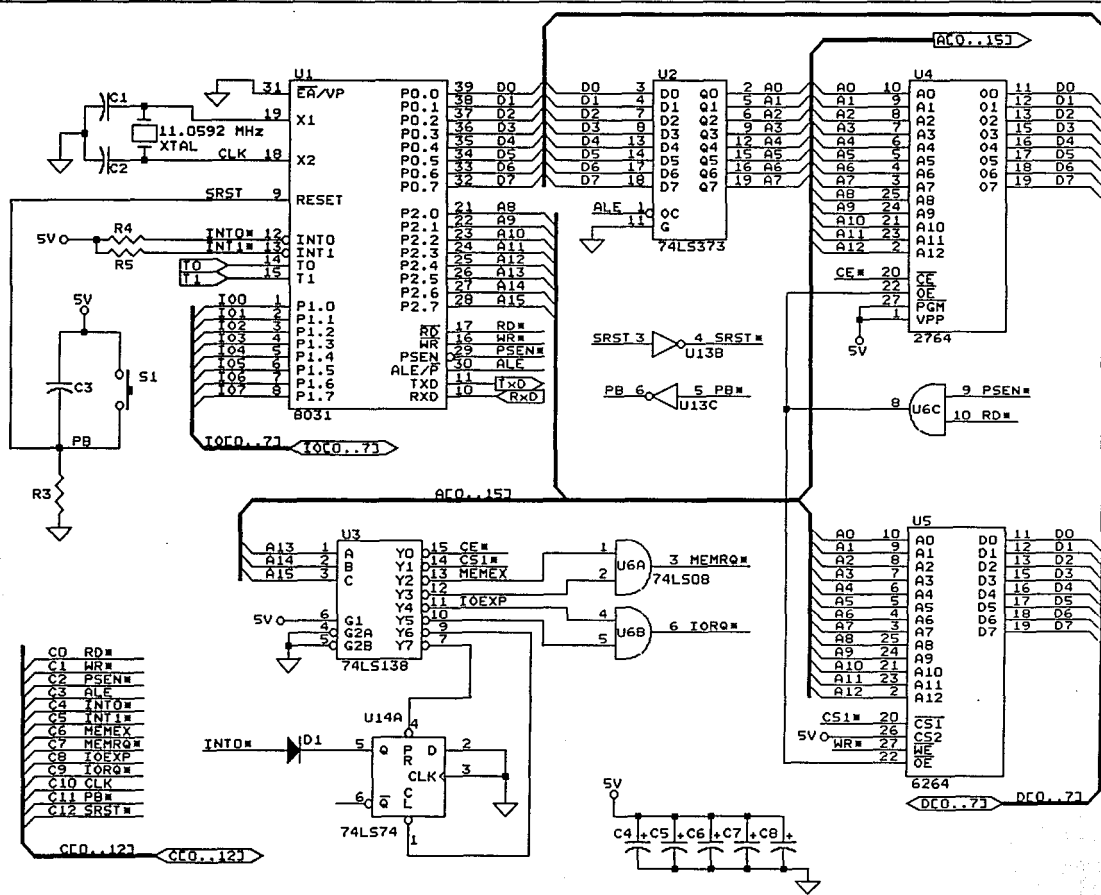 A[0..15]
U1
31 EA/VP
19 X1
CLK 18 X2
SRST 9 RESET
INT0* 12 INT0
INT1* 13 INT1
T0 14 T0
T1 15 T1
IO0 1 P1.0
IO1 2 P1.1
IO2 3 P1.2
IO3 4 P1.3
IO4 5 P1.4
IO5 6 P1.5
IO6 7 P1.6
IO7 8 P1.7
P0.0 39 D0
P0.1 38 D1
P0.2 37 D2
P0.3 36 D3
P0.4 35 D4
P0.5 34 D5
P0.6 33 D6
P0.7 32 D7
P2.0 21 A8
P2.1 22 A9
P2.2 23 A10
P2.3 24 A11
P2.4 25 A12
P2.5 26 A13
P2.6 27 A14
P2.7 28 A15
RD 17 RD*
WR 16 WR*
PSEN 29 PSEN*
ALE/P 30 ALE
TXD 11 TxD
RXD 10 RxD
8031
C1
11.0592 MHz
XTAL
C2
5V
R4
R5
5V
C3
S1
PB
R3
IO[0..7]
IO[0..7]
U2
D0 3 D0
D1 4 D1
D2 7 D2
D3 8 D3
D4 13 D4
D5 14 D5
D6 17 D6
D7 18 D7
ALE 1 OC
11 G
Q0 2 A0
Q1 5 A1
Q2 6 A2
Q3 9 A3
Q4 12 A4
Q5 15 A5
Q6 16 A6
Q7 19 A7
74LS373
U4
A0 10 A0
A1 9 A1
A2 8 A2
A3 7 A3
A4 6 A4
A5 5 A5
A6 4 A6
A7 3 A7
A8 25 A8
A9 24 A9
A10 21 A10
A11 23 A11
A12 2 A12
CE* 20 CE
22 OE
27 PGM
1 VPP
O0 11 D0
O1 12 D1
O2 13 D2
O3 15 D3
O4 16 D4
O5 17 D5
O6 18 D6
O7 19 D7
2764
5V
SRST 3 4 SRST*
U13B
PB 6 5 PB*
U13C
8 U6C 9 PSEN*
10 RD*
A[0..15]
U3
A13 1 A
A14 2 B
A15 3 C
5V 6 G1
4 G2A
5 G2B
Y0 15 CE*
Y1 14 CS1*
Y2 13 MEMEX
Y3 12
Y4 11 IOEXP
Y5 10
Y6 9
Y7 7
74LS138
1
2
U6A
3 MEMRQ*
74LS08
4
5
U6B
6 IORQ*
U14A
4
INT0* D1 5 Q
PR
D 2
CLK 3
6 Q
CL
74LS74
1
U5
A0 10 A0
A1 9 A1
A2 8 A2
A3 7 A3
A4 6 A4
A5 5 A5
A6 4 A6
A7 3 A7
A8 25 A8
A9 24 A9
A10 21 A10
A11 23 A11
A12 2 A12
CS1* 20 CS1
5V 26 CS2
WR* 27 WE
22 OE
D0 11 D0
D1 12 D1
D2 13 D2
D3 15 D3
D4 16 D4
D5 17 D5
D6 18 D6
D7 19 D7
6264
D[0..7] D[0..7]
C0 RD*
C1 WR*
C2 PSEN*
C3 ALE
C4 INT0*
C5 INT1*
C6 MEMEX
C7 MEMRQ*
C8 IOEXP
C9 IORQ*
C10 CLK
C11 PB*
C12 SRST*
C[0..12] C[0..12]
5V
C4 + C5 + C6 + C7 + C8 +